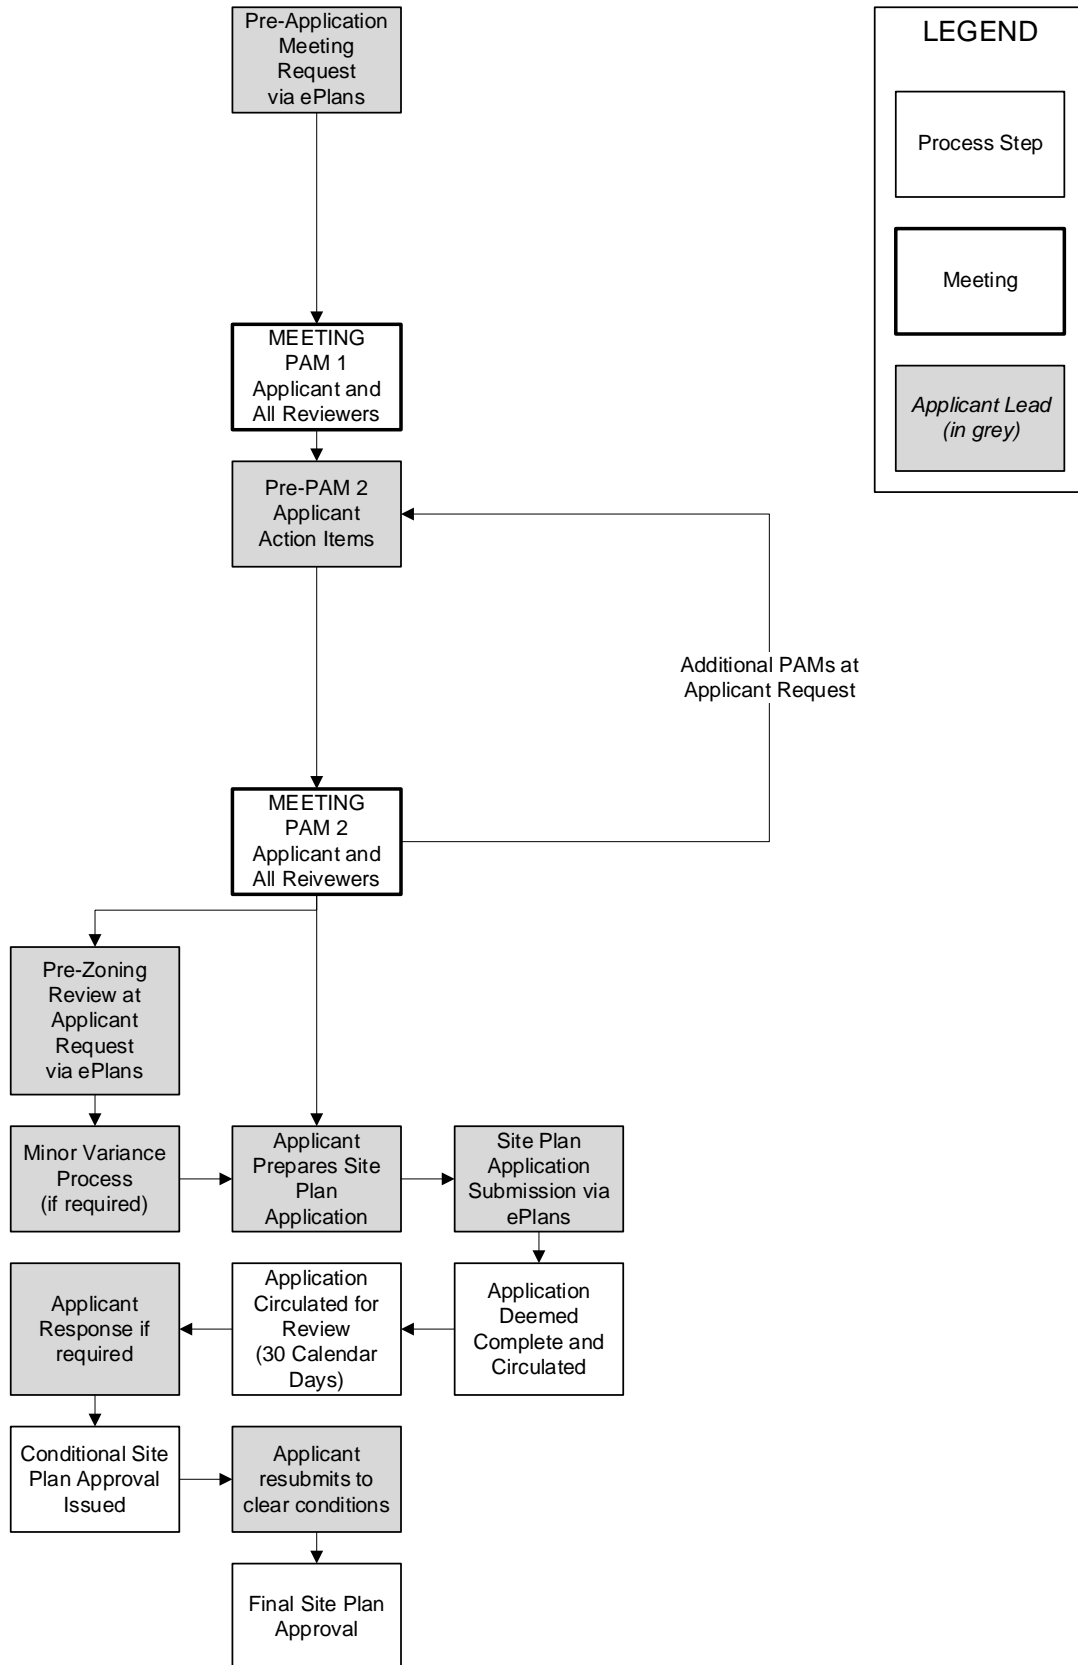 Pre-Application
Meeting
Request
via ePlans
LEGEND
Process Step
Meeting
Applicant Lead
(in grey)
MEETING
PAM 1
Applicant and
All Reviewers
Pre-PAM 2
Applicant
Action Items
Additional PAMs at
Applicant Request
MEETING
PAM 2
Applicant and
All Reivewers
Pre-Zoning
Review at
Applicant
Request
via ePlans
Minor Variance
Process
(if required)
Applicant
Prepares Site
Plan
Application
Site Plan
Application
Submission via
ePlans
Applicant
Response if
required
Application
Circulated for
Review
(30 Calendar
Days)
Application
Deemed
Complete and
Circulated
Conditional Site
Plan Approval
Issued
Applicant
resubmits to
clear conditions
Final Site Plan
Approval